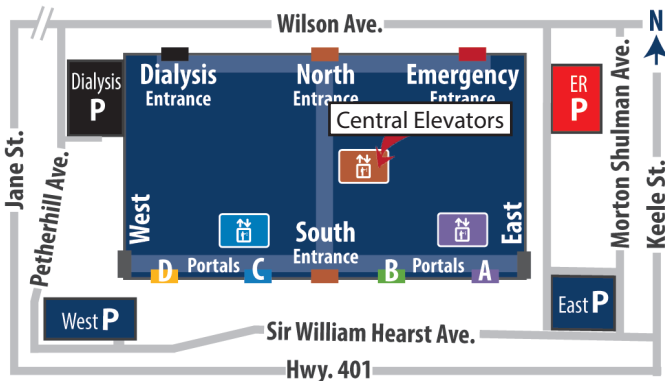 Wilson Ave.
N
Dialysis
P
Dialysis
Entrance
North
Entrance
Emergency
Entrance
ER
P
Central Elevators
Jane St.
Petherhill Ave.
West
East
Morton Shulman Ave.
Keele St.
South
Entrance
D
Portals
C
B
Portals
A
West P
East P
Sir William Hearst Ave.
Hwy. 401